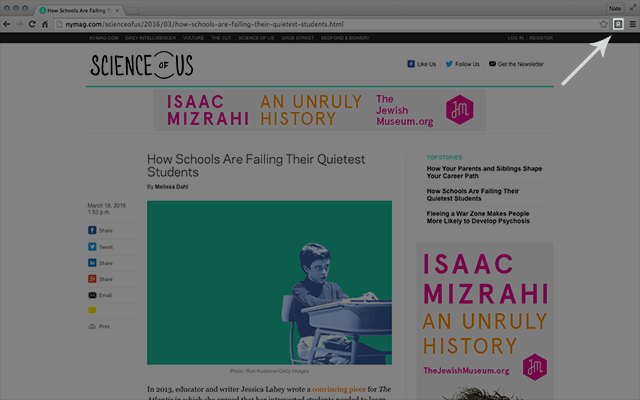 How Schools Are Failing Th
Nate
nymag.com/scienceofus/2016/03/how-schools-are-failing-their-quietest-students.html
NYMAG.COM DAILY INTELLIGENCER VULTURE THE CUT SCIENCE OF US GRUB STREET BEDFORD & BOWERY LOG IN | REGISTER
SCIENCE OF US
Like Us Follow Us Get the Newsletter
ISAAC MIZRAHI
AN UNRULY HISTORY
The Jewish Museum.org
JM
How Schools Are Failing Their Quietest
Students
By Melissa Dahl
March 18, 2016
1:53 p.m.
Share
Tweet
Share
Share
Email
Print
Photo: Ron Koeberer/Getty Images
In 2013, educator and writer Jessica Lahey wrote a convincing piece for The
Atlantic in which she argued that her introverted students needed to learn
TOP STORIES
How Your Parents and Siblings Shape
Your Career Path
How Schools Are Failing Their
Quietest Students
Fleeing a War Zone Makes People
More Likely to Develop Psychosis
ISAAC
MIZRAHI
AN UNRULY
HISTORY
TheJewishMuseum.org
JM